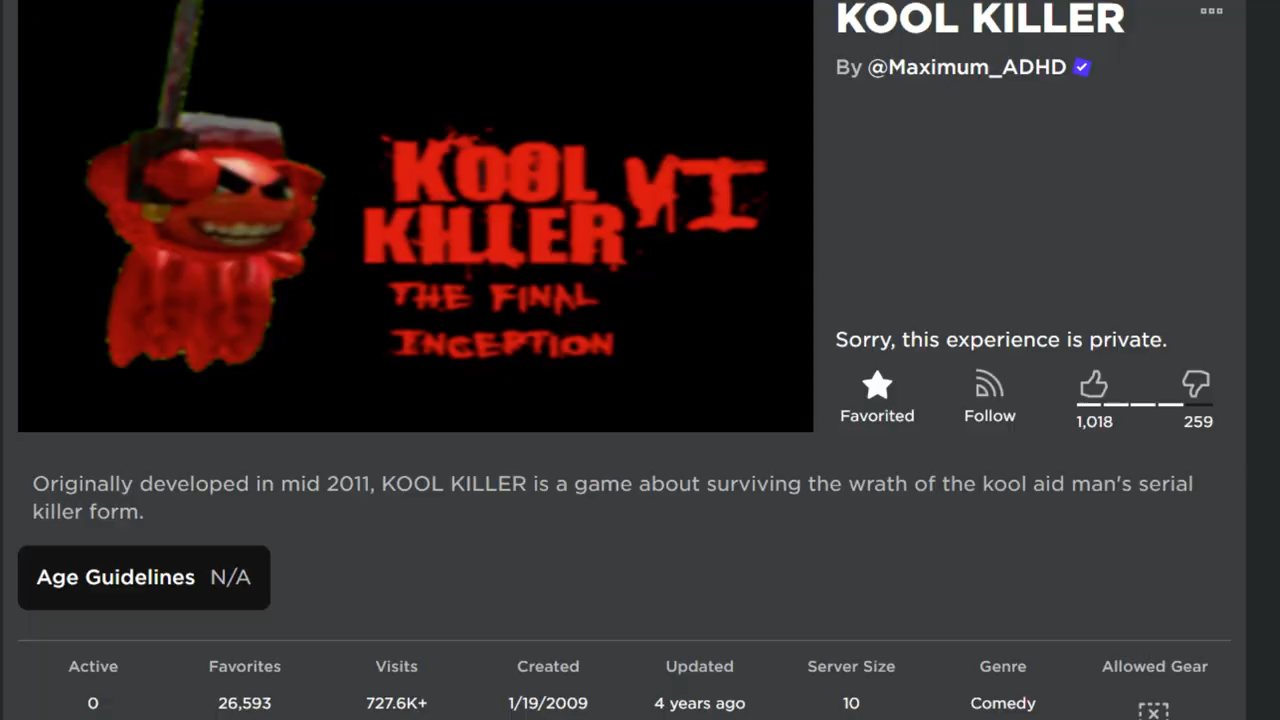 KOOL KILLER
By @Maximum_ADHD
KOOL VI
KILLER
THE FINAL
INCEPTION
Sorry, this experience is private.
Favorited Follow 1,018 259
Originally developed in mid 2011, KOOL KILLER is a game about surviving the wrath of the kool aid man's serial
killer form.
Age Guidelines N/A
Active Favorites Visits Created Updated Server Size Genre Allowed Gear
0 26,593 727.6K+ 1/19/2009 4 years ago 10 Comedy